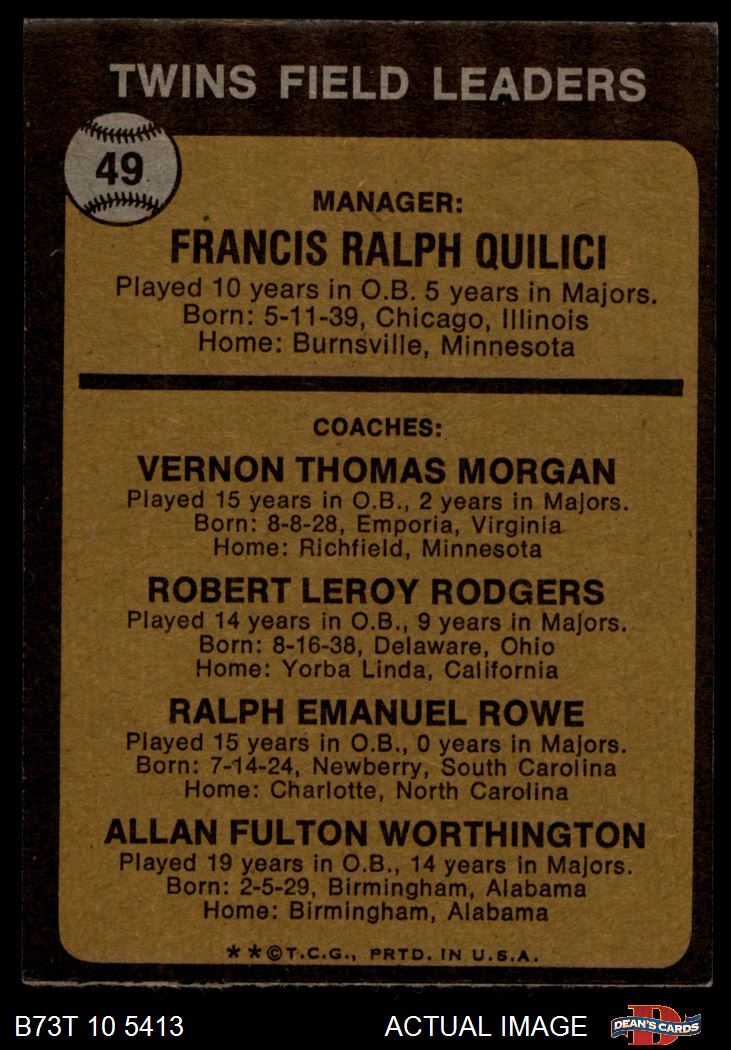 TWINS FIELD LEADERS
49
MANAGER:
FRANCIS RALPH QUILICI
Played 10 years in O.B. 5 years in Majors.
Born: 5-11-39, Chicago, Illinois
Home: Burnsville, Minnesota
COACHES:
VERNON THOMAS MORGAN
Played 15 years in O.B., 2 years in Majors.
Born: 8-8-28, Emporia, Virginia
Home: Richfield, Minnesota
ROBERT LEROY RODGERS
Played 14 years in O.B., 9 years in Majors.
Born: 8-16-38, Delaware, Ohio
Home: Yorba Linda, California
RALPH EMANUEL ROWE
Played 15 years in O.B., 0 years in Majors.
Born: 7-14-24, Newberry, South Carolina
Home: Charlotte, North Carolina
ALLAN FULTON WORTHINGTON
Played 19 years in O.B., 14 years in Majors.
Born: 2-5-29, Birmingham, Alabama
Home: Birmingham, Alabama
**©T.C.G., PRTD. IN U.S.A.
B73T 10 5413 ACTUAL IMAGE
D
DEAN'S CARDS